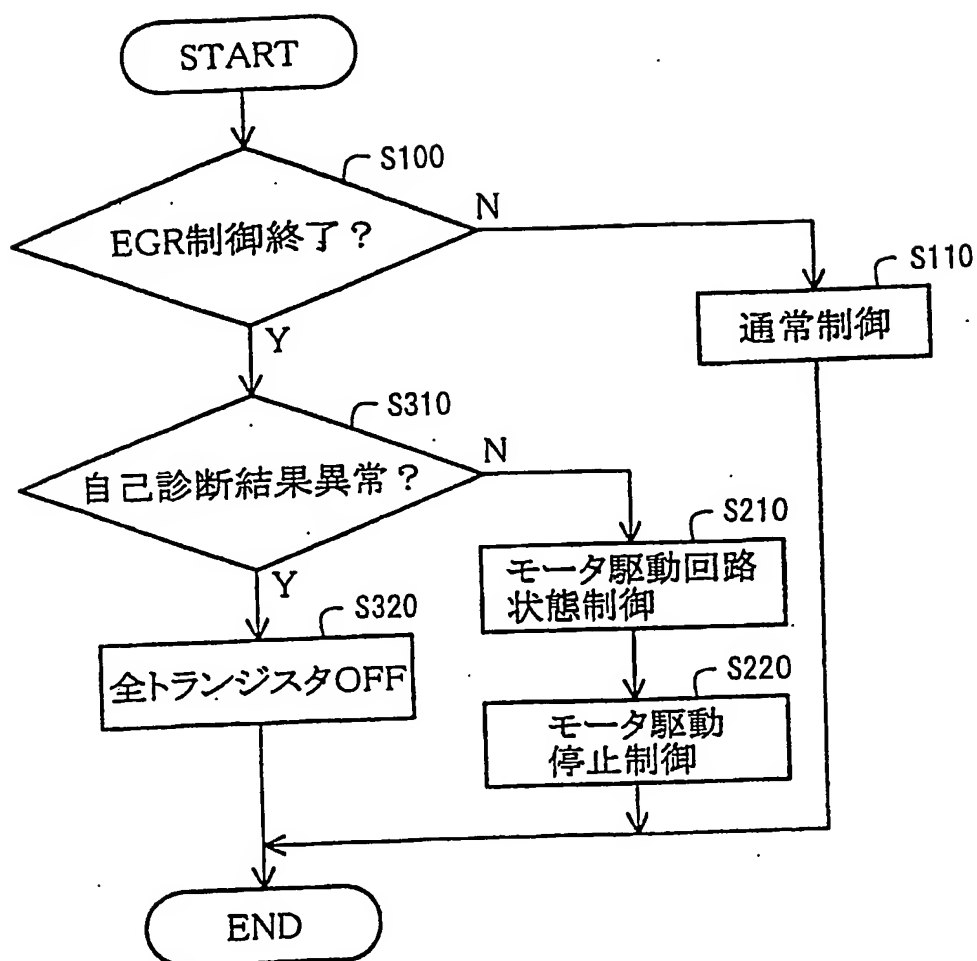 START
S100
EGR制御終了?
N
Y
S110
通常制御
S310
自己診断結果異常?
N
Y
S210
モータ駆動回路
状態制御
S320
全トランジスタOFF
S220
モータ駆動
停止制御
END